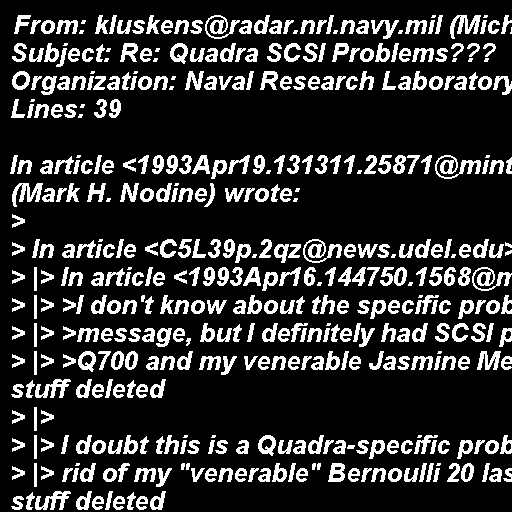 From: kluskens@radar.nrl.navy.mil (Mich
Subject: Re: Quadra SCSI Problems???
Organization: Naval Research Laboratory
Lines: 39

In article <1993Apr19.131311.25871@mint
(Mark H. Nodine) wrote:
>
> In article <C5L39p.2qz@news.udel.edu>
> |> In article <1993Apr16.144750.1568@m
> |> >I don't know about the specific prob
> |> >message, but I definitely had SCSI p
> |> >Q700 and my venerable Jasmine Me
stuff deleted
> |>
> |> I doubt this is a Quadra-specific prob
> |> rid of my "venerable" Bernoulli 20 las
stuff deleted